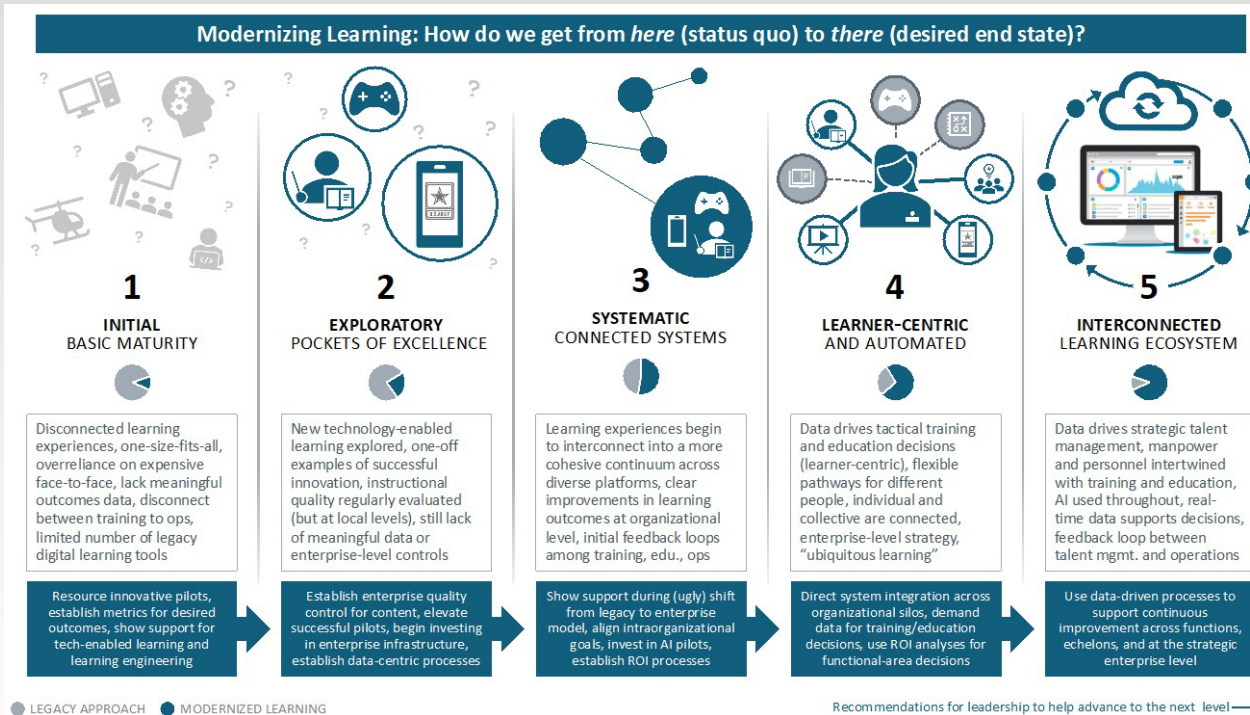 Modernizing Learning: How do we get from here (status quo) to there (desired end state)?
1
INITIAL
BASIC MATURITY
Disconnected learning
experiences, one-size-fits-all,
overreliance on expensive
face-to-face, lack meaningful
outcomes data, disconnect
between training to ops,
limited number of legacy
digital learning tools
Resource innovative pilots,
establish metrics for desired
outcomes, show support for
tech-enabled learning and
learning engineering
U.S.ARMY
2
EXPLORATORY
POCKETS OF EXCELLENCE
New technology-enabled
learning explored, one-off
examples of successful
innovation, instructional
quality regularly evaluated
(but at local levels), still lack
of meaningful data or
enterprise-level controls
Establish enterprise quality
control for content, elevate
successful pilots, begin investing
in enterprise infrastructure,
establish data-centric processes
3
SYSTEMATIC
CONNECTED SYSTEMS
Learning experiences begin
to interconnect into a more
cohesive continuum across
diverse platforms, clear
improvements in learning
outcomes at organizational
level, initial feedback loops
among training, edu., ops
Show support during (ugly) shift
from legacy to enterprise
model, align intraorganizational
goals, invest in AI pilots,
establish ROI processes
4
LEARNER-CENTRIC
AND AUTOMATED
Data drives tactical training
and education decisions
(learner-centric), flexible
pathways for different
people, individual and
collective are connected,
enterprise-level strategy,
“ubiquitous learning”
Direct system integration across
organizational silos, demand
data for training/education
decisions, use ROI analyses for
functional-area decisions
5
INTERCONNECTED
LEARNING ECOSYSTEM
Data drives strategic talent
management, manpower
and personnel intertwined
with training and education,
AI used throughout, real-
time data supports decisions,
feedback loop between
talent mgmt. and operations
Use data-driven processes to
support continuous
improvement across functions,
echelons, and at the strategic
enterprise level
LEGACY APPROACH
MODERNIZED LEARNING
Recommendations for leadership to help advance to the next level